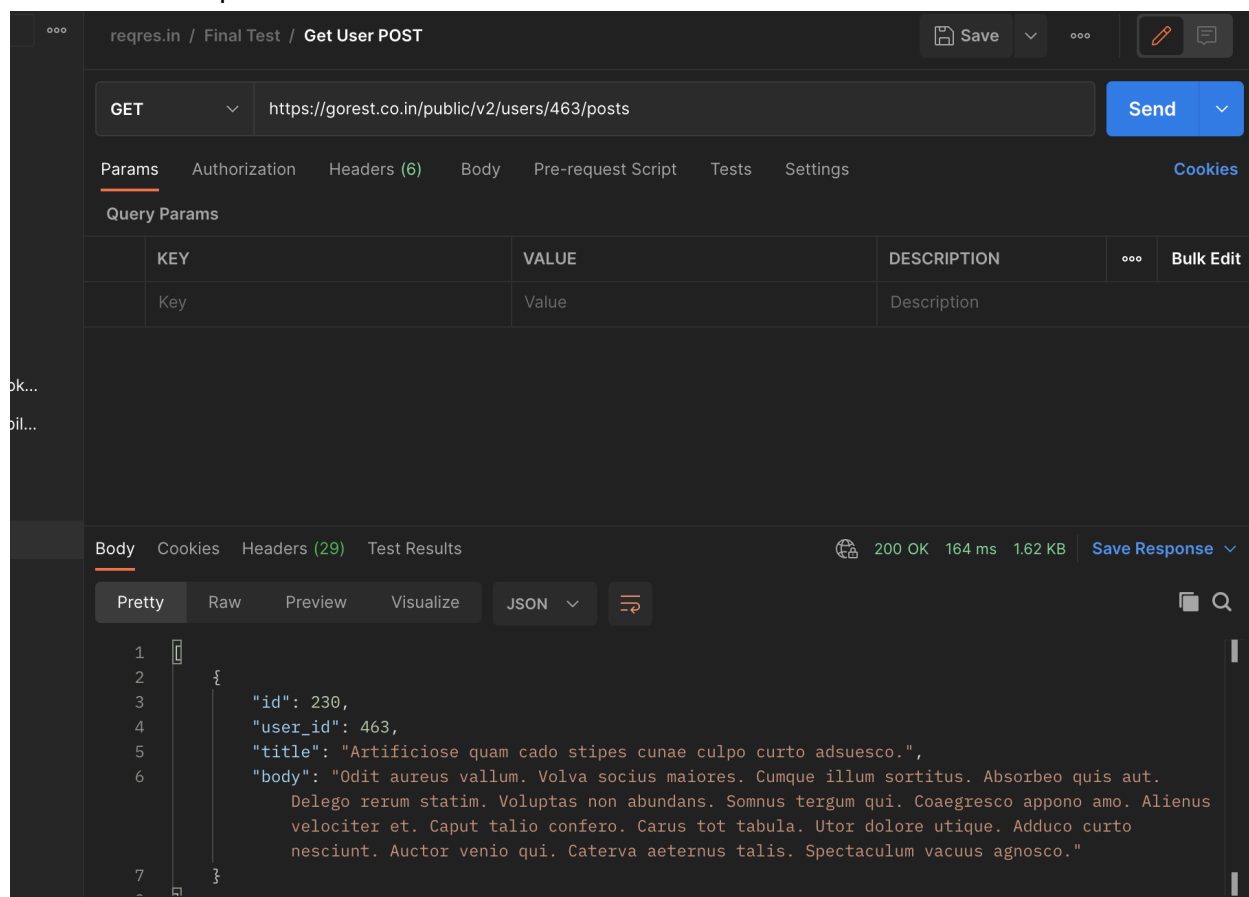 reqres.in / Final Test / Get User POST
Save
GET
https://gorest.co.in/public/v2/users/463/posts
Send
Params Authorization Headers (6) Body Pre-request Script Tests Settings Cookies
Query Params
KEY VALUE DESCRIPTION Bulk Edit
Key Value Description
ok...
oil...
Body Cookies Headers (29) Test Results 200 OK 164 ms 1.62 KB Save Response
Pretty Raw Preview Visualize JSON
1 [
2 {
3 "id": 230,
4 "user_id": 463,
5 "title": "Artificiose quam cado stipes cunae culpo curto adsuesco.",
6 "body": "Odit aureus vallum. Volva socius maiores. Cumque illum sortitus. Absorbeo quis aut.
Delego rerum statim. Voluptas non abundans. Somnus tergum qui. Coaegresco appono amo. Alienus
velociter et. Caput talio confero. Carus tot tabula. Utor dolore utique. Adduco curto
nesciunt. Auctor venio qui. Caterva aeternus talis. Spectaculum vacuus agnosco."
7 }